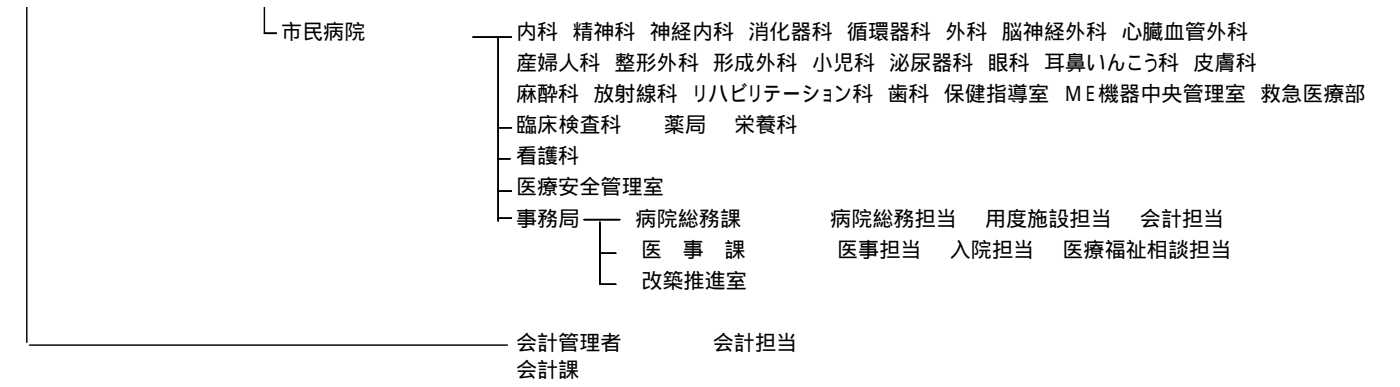 市民病院 内科 精神科 神経内科 消化器科 循環器科 外科 脳神経外科 心臓血管外科
産婦人科 整形外科 形成外科 小児科 泌尿器科 眼科 耳鼻いんこう科 皮膚科
麻酔科 放射線科 リハビリテーション科 歯科 保健指導室 ME機器中央管理室 救急医療部
臨床検査科 薬局 栄養科
看護科
医療安全管理室
事務局 病院総務課 病院総務担当 用度施設担当 会計担当
医 事 課 医事担当 入院担当 医療福祉相談担当
改築推進室
会計管理者 会計担当
会計課